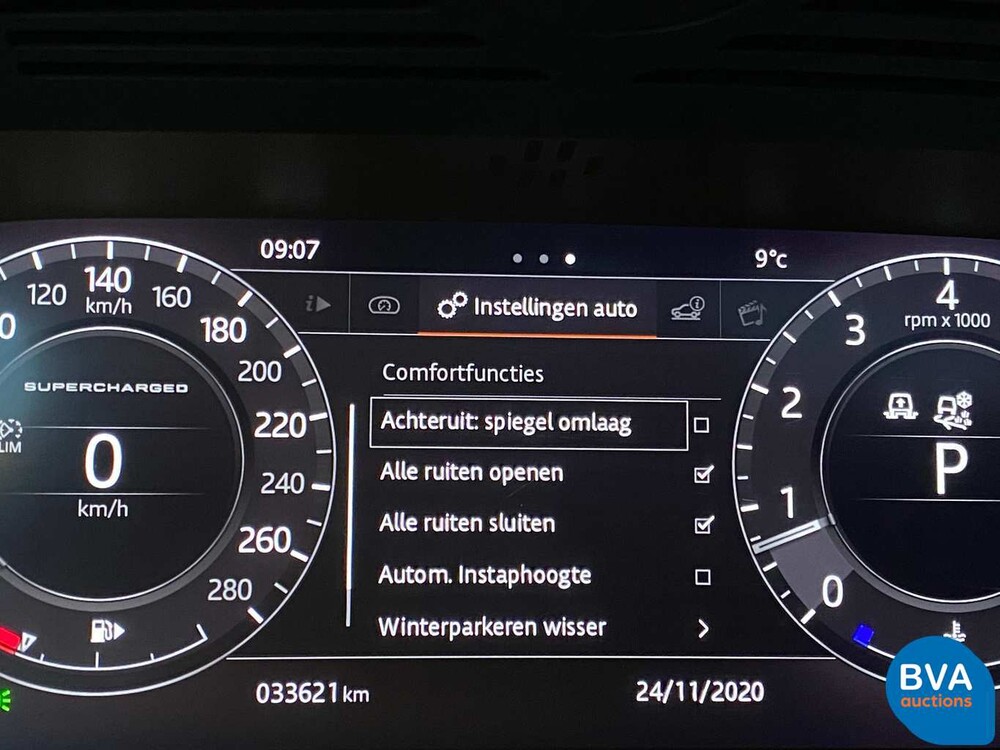 09:07
9°c
Instellingen auto
Comfortfuncties
Achteruit: spiegel omlaag
Alle ruiten openen
Alle ruiten sluiten
Autom. Instaphoogte
Winterparkeren wisser
033621 km
24/11/2020
120 140 160 180 200 220 240 260 280
km/h
SUPERCHARGED
LIM
0
km/h
4
3
rpm x 1000
2
1
0
P
BVA
auctions